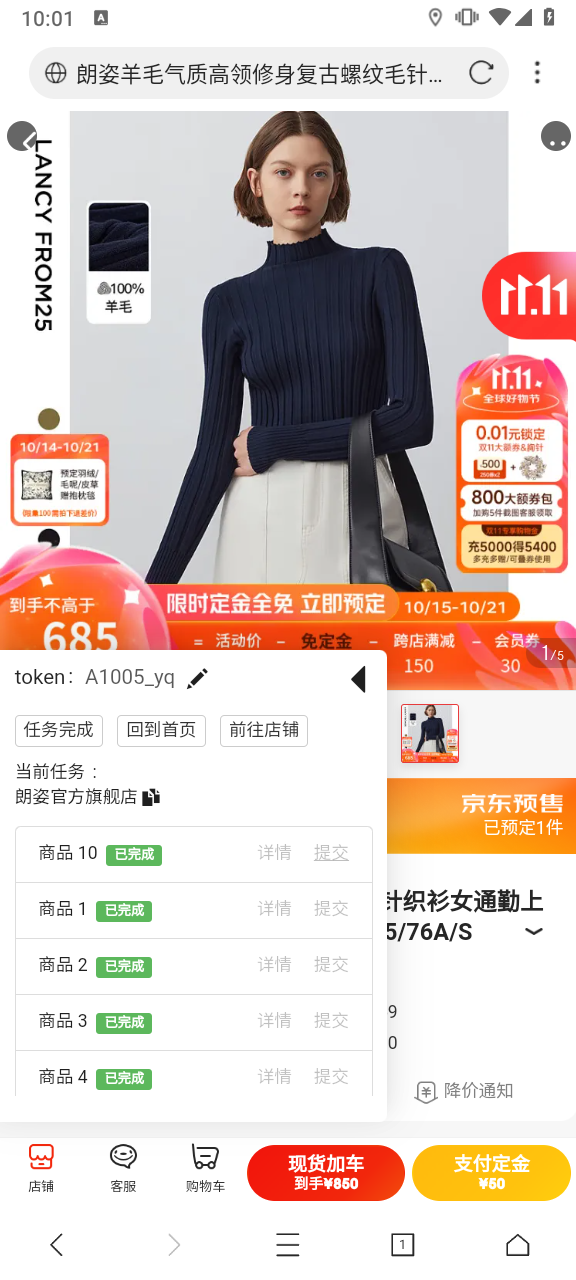 10:01
A
朗姿羊毛气质高领修身复古螺纹毛针...
LANCY FROM25
100%
羊毛
11.11
11.11
全球好物节
0.01元锁定
双11大额券&胸针
500
800大额券包
加购5件截图客服领取
双11专享购物金
充5000得5400
多充多赠/可叠券使用
10/14-10/21
预定羽绒/
毛呢/皮草
赠抱枕毯
(限量100需拍下退差价)
到手不高于
685
限时定金全免 立即预定 10/15-10/21
= 活动价 - 免定金 - 跨店满减 - 会员券
150 30
1/5
token: A1005_yq
任务完成 回到首页 前往店铺
当前任务 :
朗姿官方旗舰店
商品 10 已完成 详情 提交
商品 1 已完成 详情 提交
商品 2 已完成 详情 提交
商品 3 已完成 详情 提交
商品 4 已完成 详情 提交
京东预售
已预定1件
针织衫女通勤上
5/76A/S
9
0
降价通知
店铺
客服
购物车
现货加车
到手¥850
支付定金
¥50
1